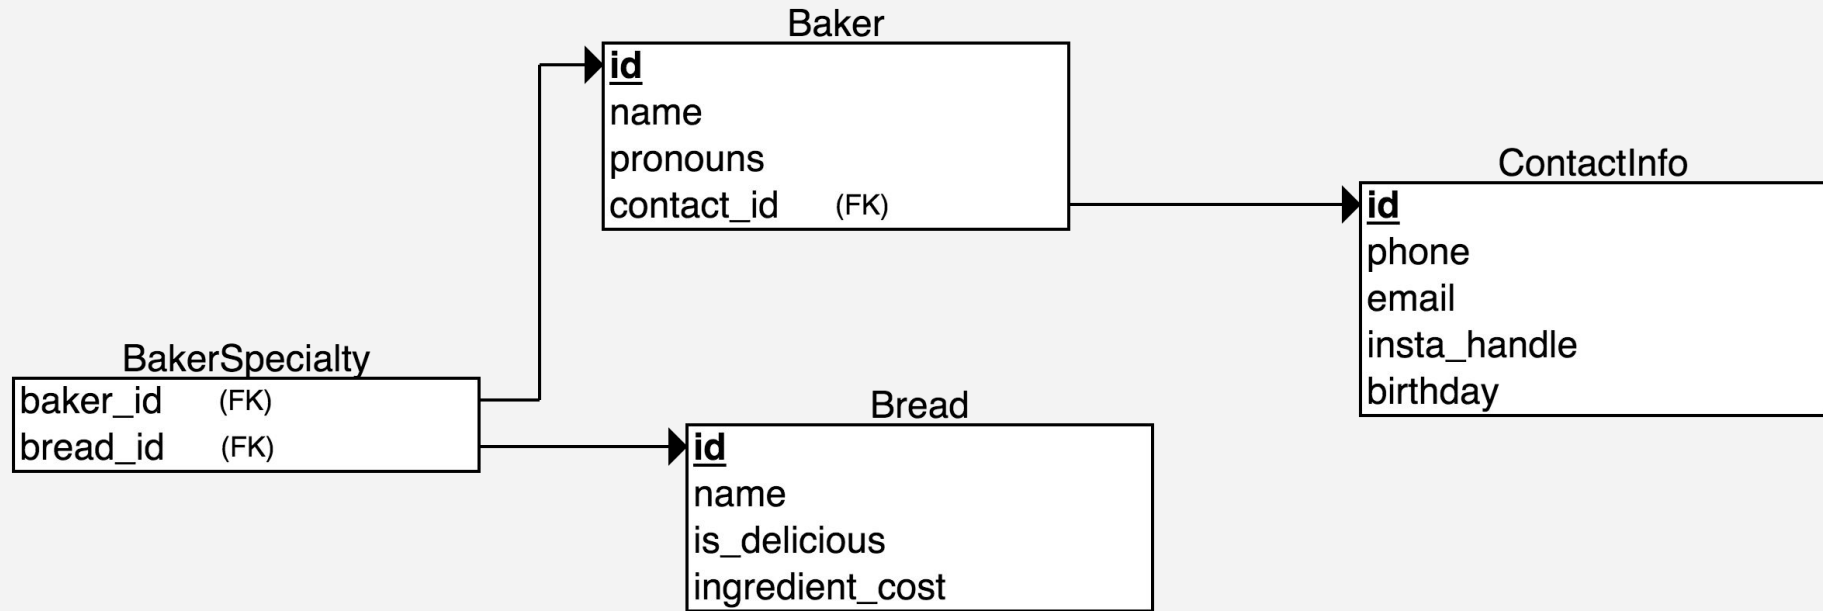 Baker
id
name
pronouns
contact_id (FK)
ContactInfo
id
phone
email
insta_handle
birthday
BakerSpecialty
baker_id (FK)
bread_id (FK)
Bread
id
name
is_delicious
ingredient_cost